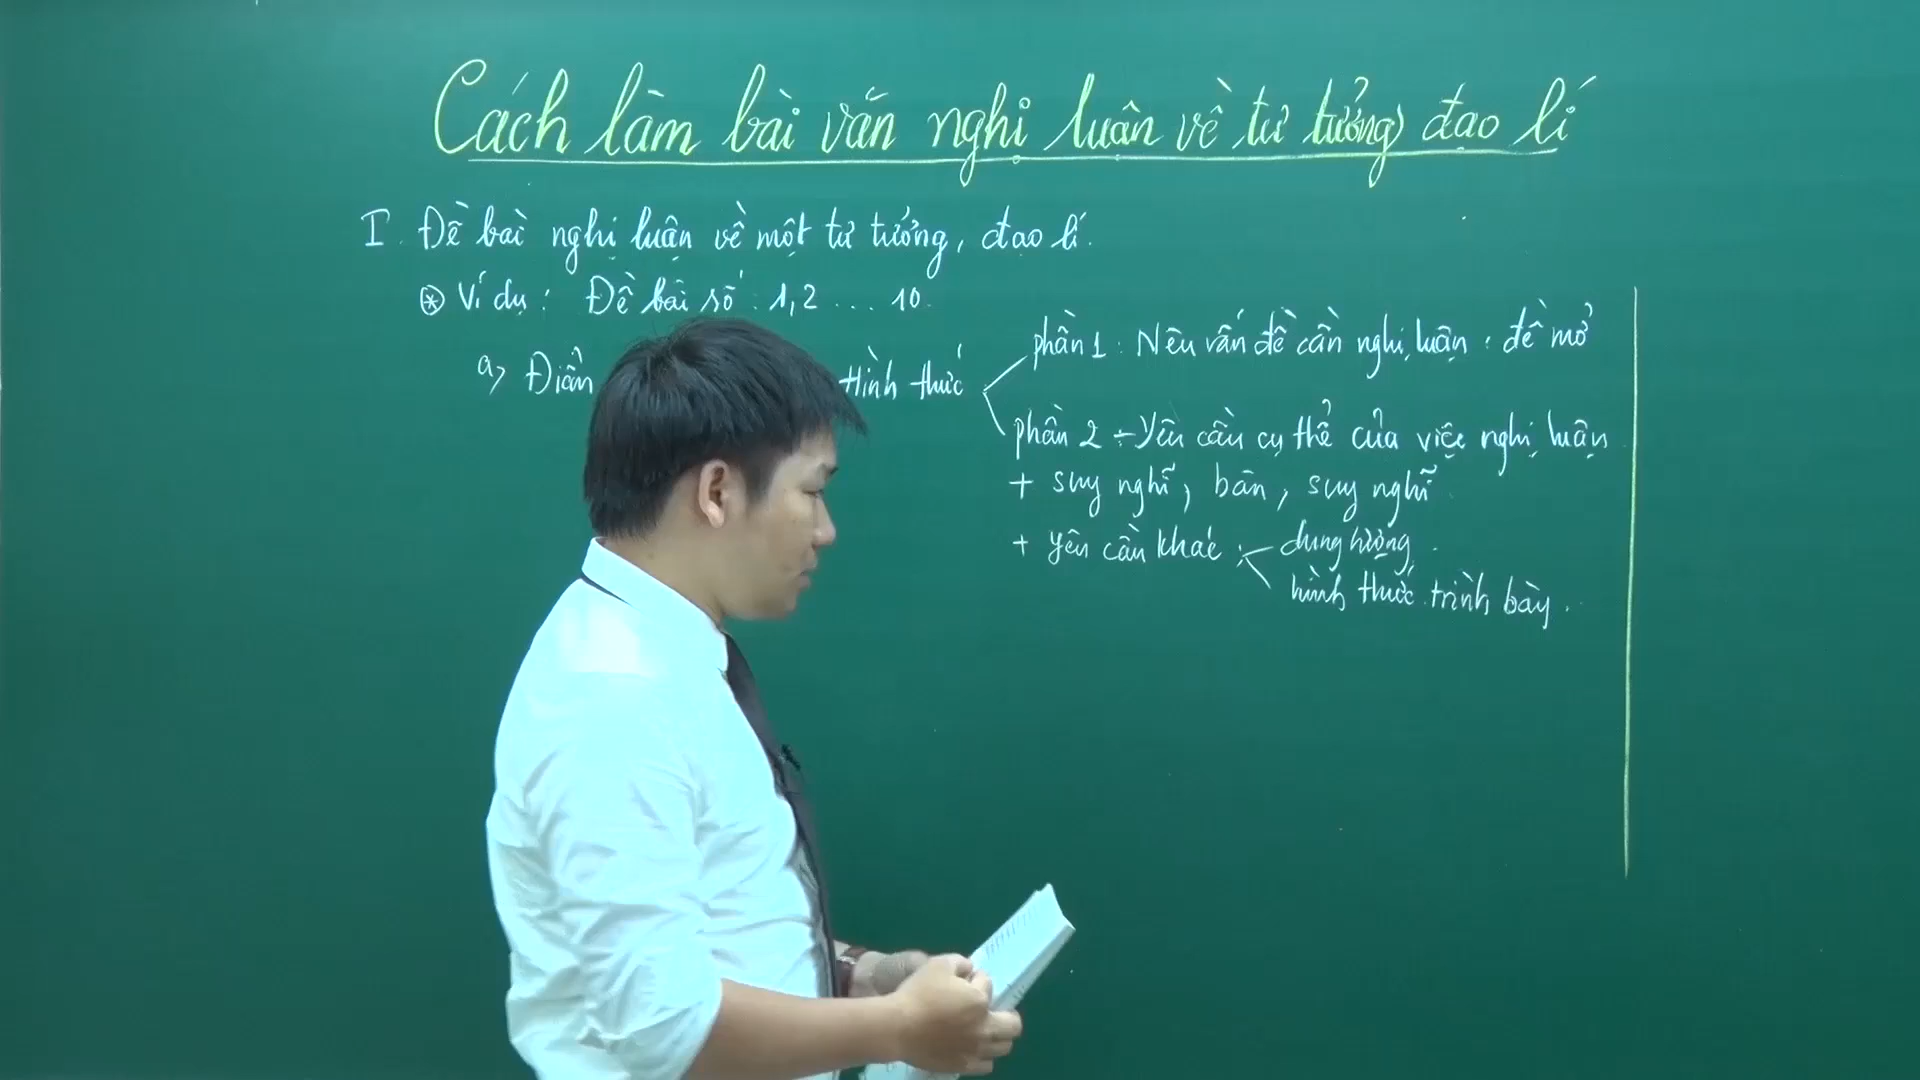 Cách làm bài văn nghị luận về tư tưởng đạo lí
I. Đề bài nghị luận về một tư tưởng, đạo lí.
⊛ Ví dụ: Đề bài số: 1, 2 ... 10.
a, Điểm Hình thức
phần 1: Nêu vấn đề cần nghị luận: đề mở
phần 2: Yêu cầu cụ thể của việc nghị luận
+ suy nghĩ, bàn, suy nghĩ.
+ yêu cầu khác: dung lượng.
hình thức trình bày.